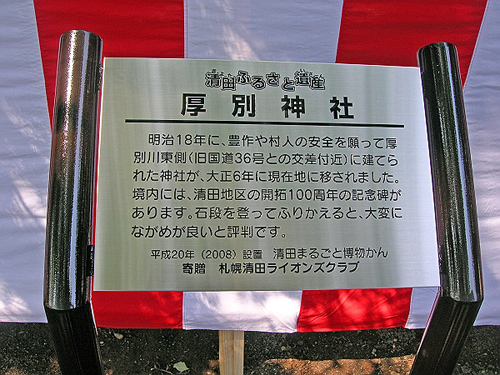 清田ふるさと遺産
厚別神社
明治18年に、豊作や村人の安全を願って厚
別川東側（旧国道36号との交差付近）に建てら
れた神社が、大正6年に現在地に移されました。
境内には、清田地区の開拓100周年の記念碑が
あります。石段を登ってふりかえると、大変に
ながめが良いと評判です。
平成20年（2008）設置　清田まるごと博物かん
寄贈　札幌清田ライオンズクラブ